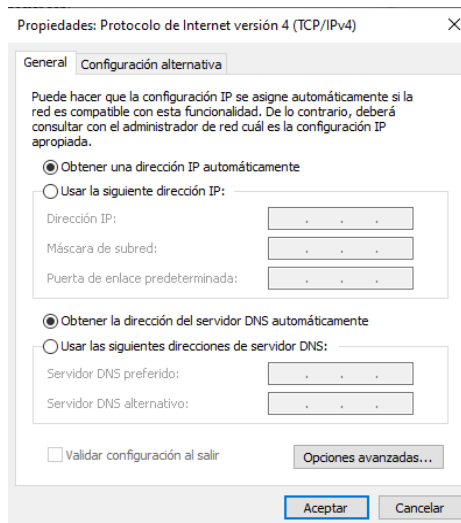 Propiedades: Protocolo de Internet versión 4 (TCP/IPv4)
General
Configuración alternativa
Puede hacer que la configuración IP se asigne automáticamente si la
red es compatible con esta funcionalidad. De lo contrario, deberá
consultar con el administrador de red cuál es la configuración IP
apropiada.
Obtener una dirección IP automáticamente
Usar la siguiente dirección IP:
Dirección IP:
Máscara de subred:
Puerta de enlace predeterminada:
Obtener la dirección del servidor DNS automáticamente
Usar las siguientes direcciones de servidor DNS:
Servidor DNS preferido:
Servidor DNS alternativo:
Validar configuración al salir
Opciones avanzadas...
Aceptar
Cancelar